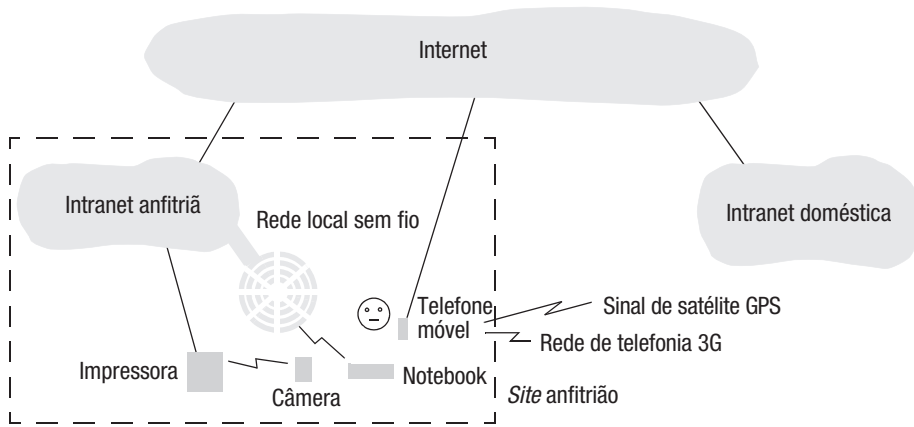 Internet
Intranet anfitriã
Rede local sem fio
Intranet doméstica
Telefone
móvel
Sinal de satélite GPS
Rede de telefonia 3G
Impressora
Câmera
Notebook
Site anfitrião